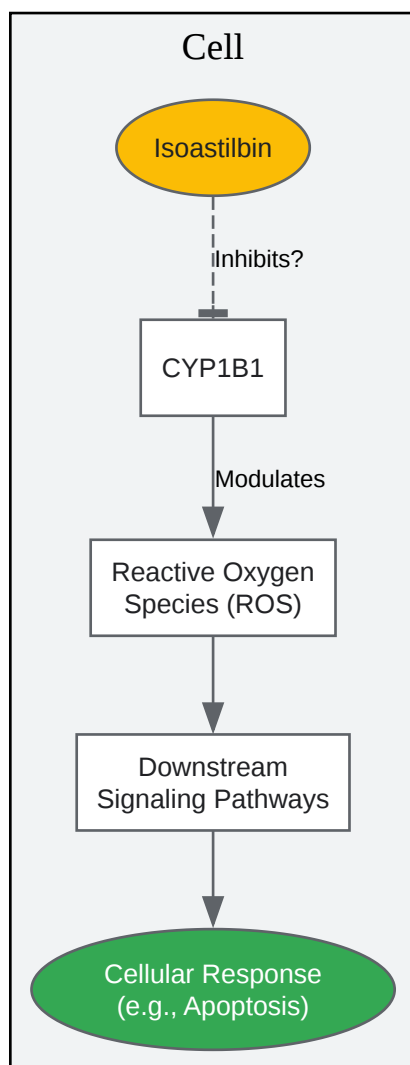 Cell
Isoastilbin
Inhibits?
CYP1B1
Modulates
Reactive Oxygen
Species (ROS)
Downstream
Signaling Pathways
Cellular Response
(e.g., Apoptosis)